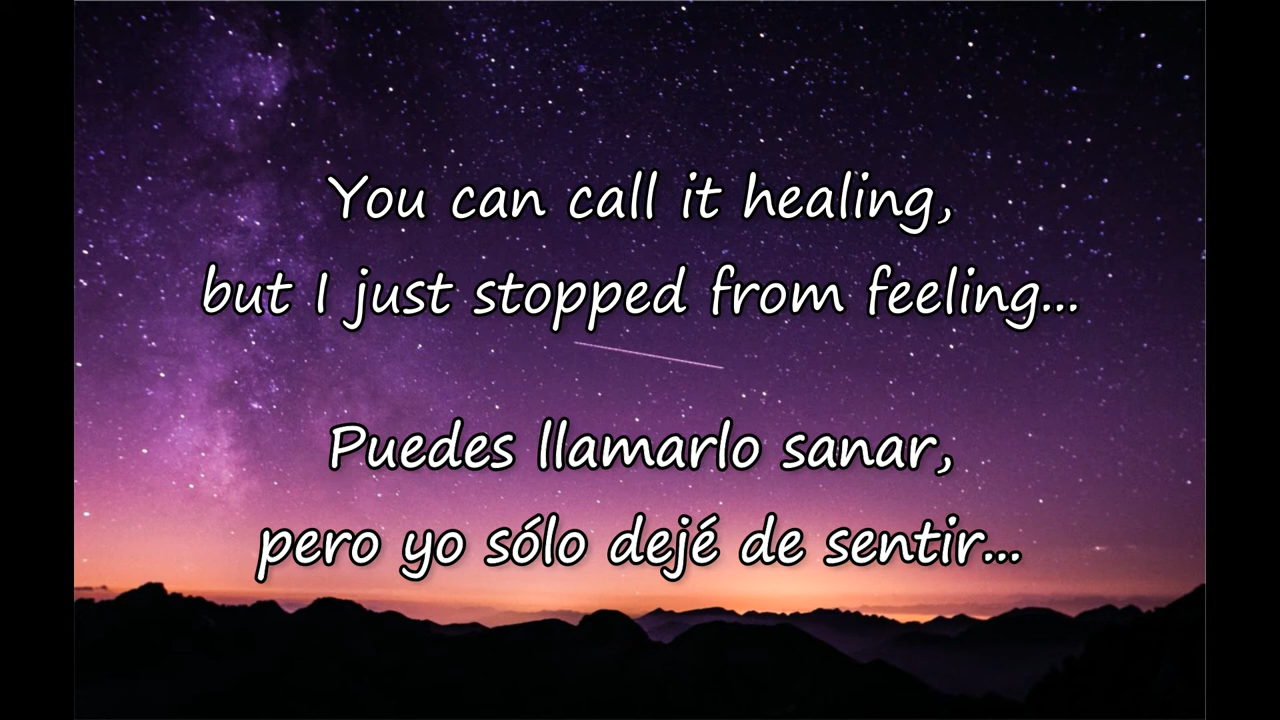 You can call it healing,
but I just stopped from feeling...
Puedes llamarlo sanar,
pero yo sólo dejé de sentir...